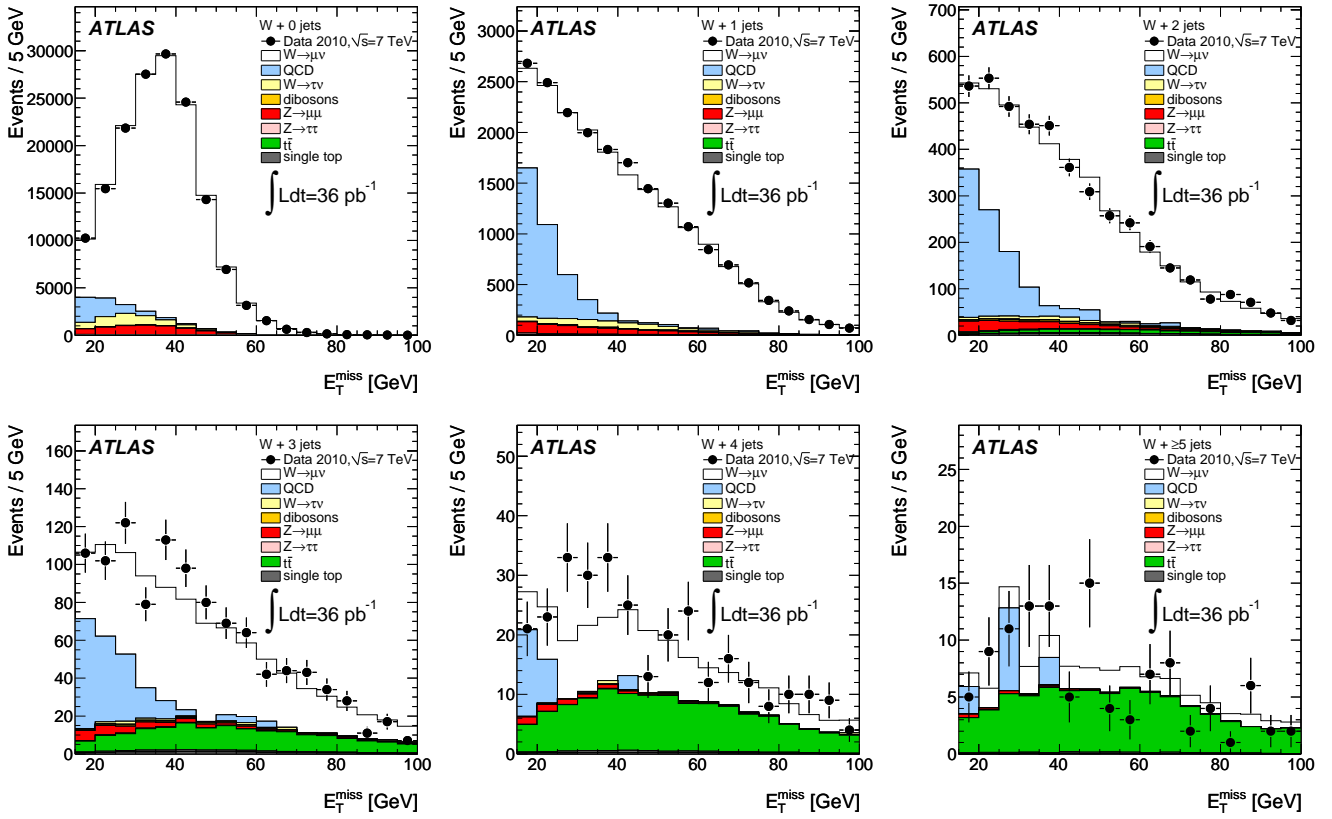 ATLAS
W + 0 jets
Data 2010,√s=7 TeV
W→μν
QCD
W→τν
dibosons
Z→μμ
Z→ττ
tt̄
single top
∫Ldt=36 pb⁻¹
Events / 5 GeV
30000
25000
20000
15000
10000
5000
0
20 40 60 80 100
E_T^miss [GeV]
ATLAS
W + 1 jets
Data 2010,√s=7 TeV
W→μν
QCD
W→τν
dibosons
Z→μμ
Z→ττ
tt̄
single top
∫Ldt=36 pb⁻¹
Events / 5 GeV
3000
2500
2000
1500
1000
500
0
20 40 60 80 100
E_T^miss [GeV]
ATLAS
W + 2 jets
Data 2010,√s=7 TeV
W→μν
QCD
W→τν
dibosons
Z→μμ
Z→ττ
tt̄
single top
∫Ldt=36 pb⁻¹
Events / 5 GeV
700
600
500
400
300
200
100
0
20 40 60 80 100
E_T^miss [GeV]
ATLAS
W + 3 jets
Data 2010,√s=7 TeV
W→μν
QCD
W→τν
dibosons
Z→μμ
Z→ττ
tt̄
single top
∫Ldt=36 pb⁻¹
Events / 5 GeV
160
140
120
100
80
60
40
20
0
20 40 60 80 100
E_T^miss [GeV]
ATLAS
W + 4 jets
Data 2010,√s=7 TeV
W→μν
QCD
W→τν
dibosons
Z→μμ
Z→ττ
tt̄
single top
∫Ldt=36 pb⁻¹
Events / 5 GeV
50
40
30
20
10
0
20 40 60 80 100
E_T^miss [GeV]
ATLAS
W + ≥5 jets
Data 2010,√s=7 TeV
W→μν
QCD
W→τν
dibosons
Z→μμ
Z→ττ
tt̄
single top
∫Ldt=36 pb⁻¹
Events / 5 GeV
25
20
15
10
5
0
20 40 60 80 100
E_T^miss [GeV]